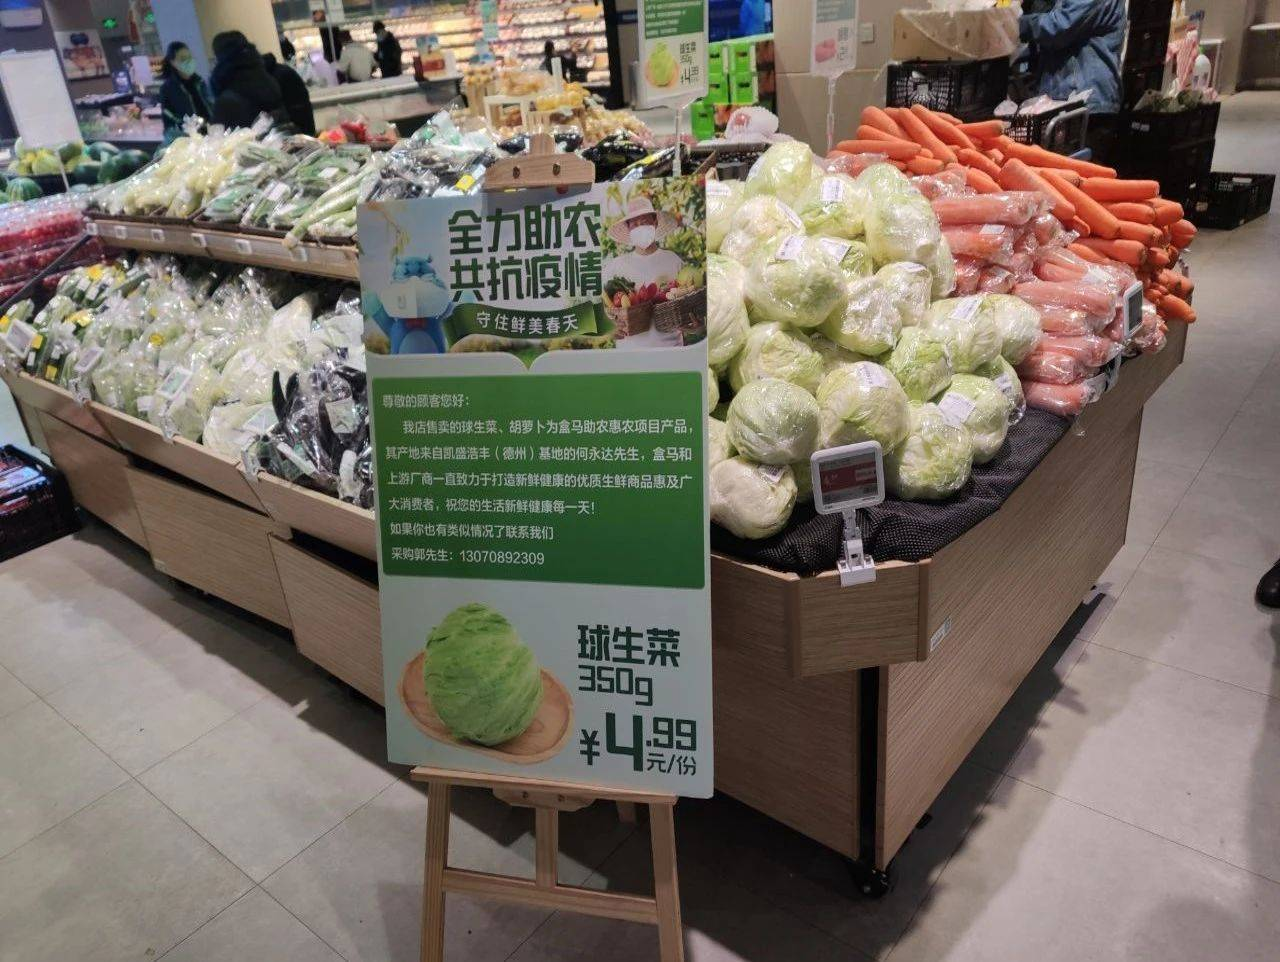 全力助农
共抗疫情
守住鲜美春天
尊敬的顾客您好：
我店售卖的球生菜、胡萝卜为盒马助农惠农项目产品，
其产地来自凯盛浩丰（德州）基地的何永达先生，盒马和
上游厂商一直致力于打造新鲜健康的优质生鲜商品惠及广
大消费者，祝您的生活新鲜健康每一天！
如果你也有类似情况了联系我们
采购郭先生：13070892309
球生菜
350g
¥4.99
元/份
球生菜
350g
¥4.99